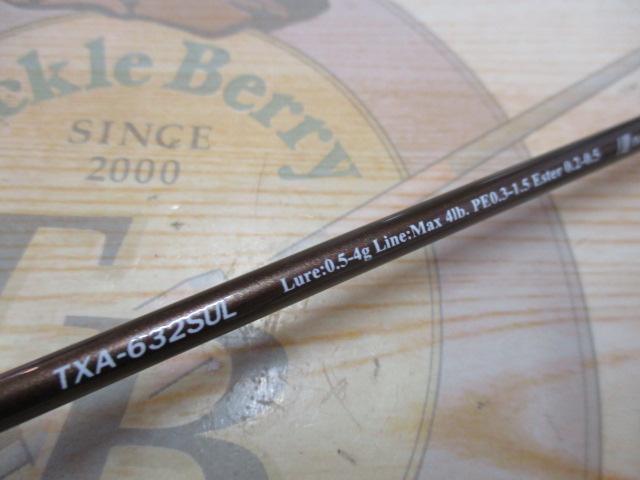 ckle Berry
SINCE
2000
TB
TXA-632SUL
Lure:0.5-4g Line:Max 4lb. PE0.3-1.5 Ester 0.2-0.5